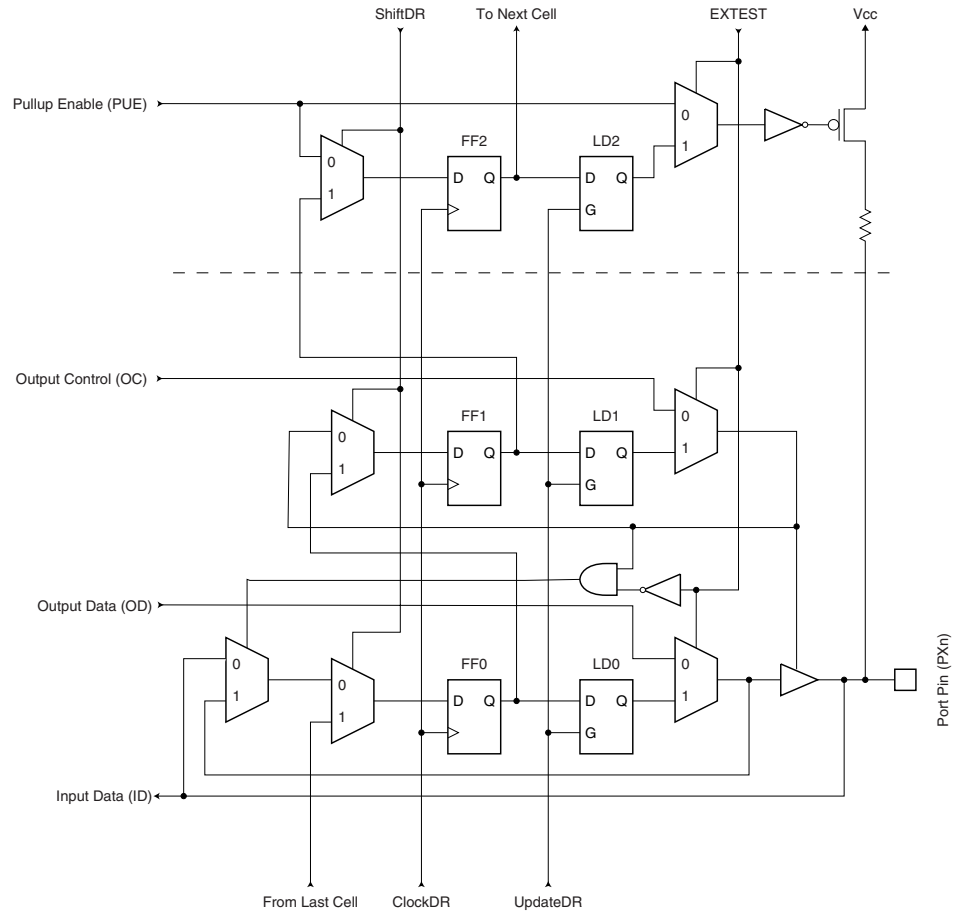 ShiftDR To Next Cell EXTEST Vcc
Pullup Enable (PUE)
0
FF2 LD2
0
1
1
D Q D Q
G
Output Control (OC)
0
FF1 LD1
0
1
1
D Q D Q
G
Output Data (OD)
0
1
0
1
FF0 LD0
0
1
D Q D Q
G
Port Pin (PXn)
Input Data (ID)
From Last Cell ClockDR UpdateDR